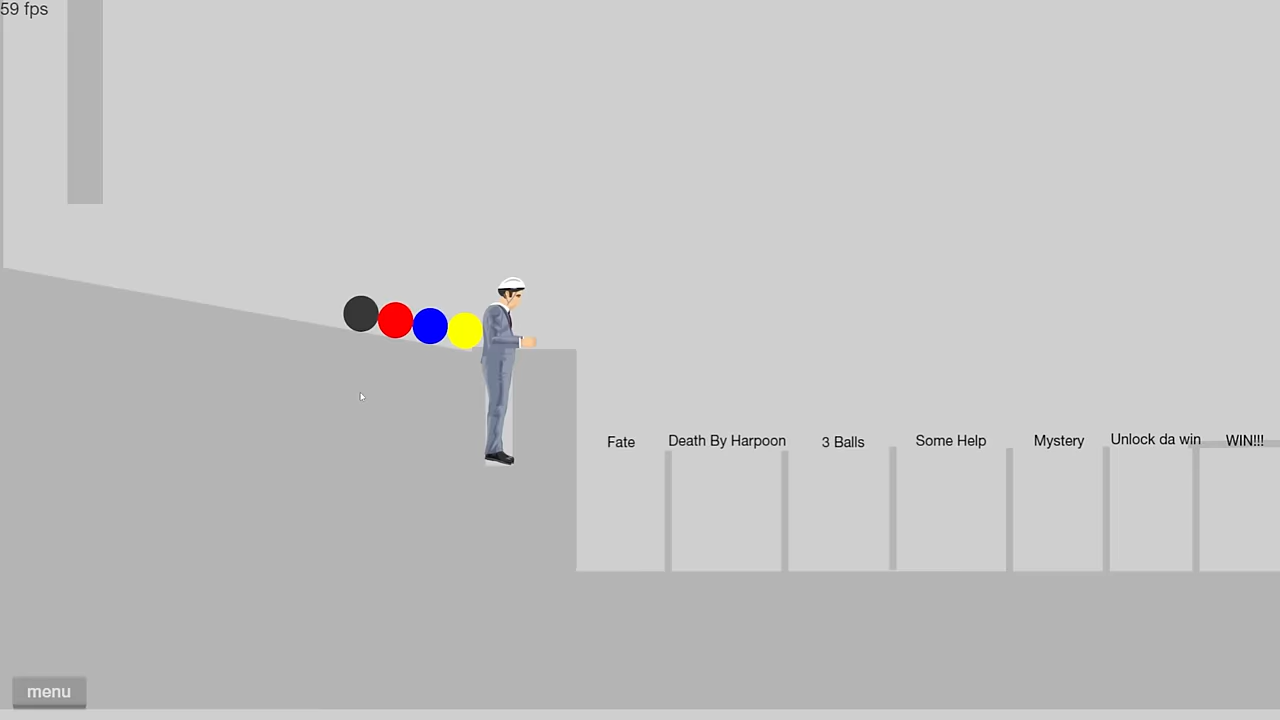 59 fps
Fate
Death By Harpoon
3 Balls
Some Help
Mystery
Unlock da win
WIN!!!
menu